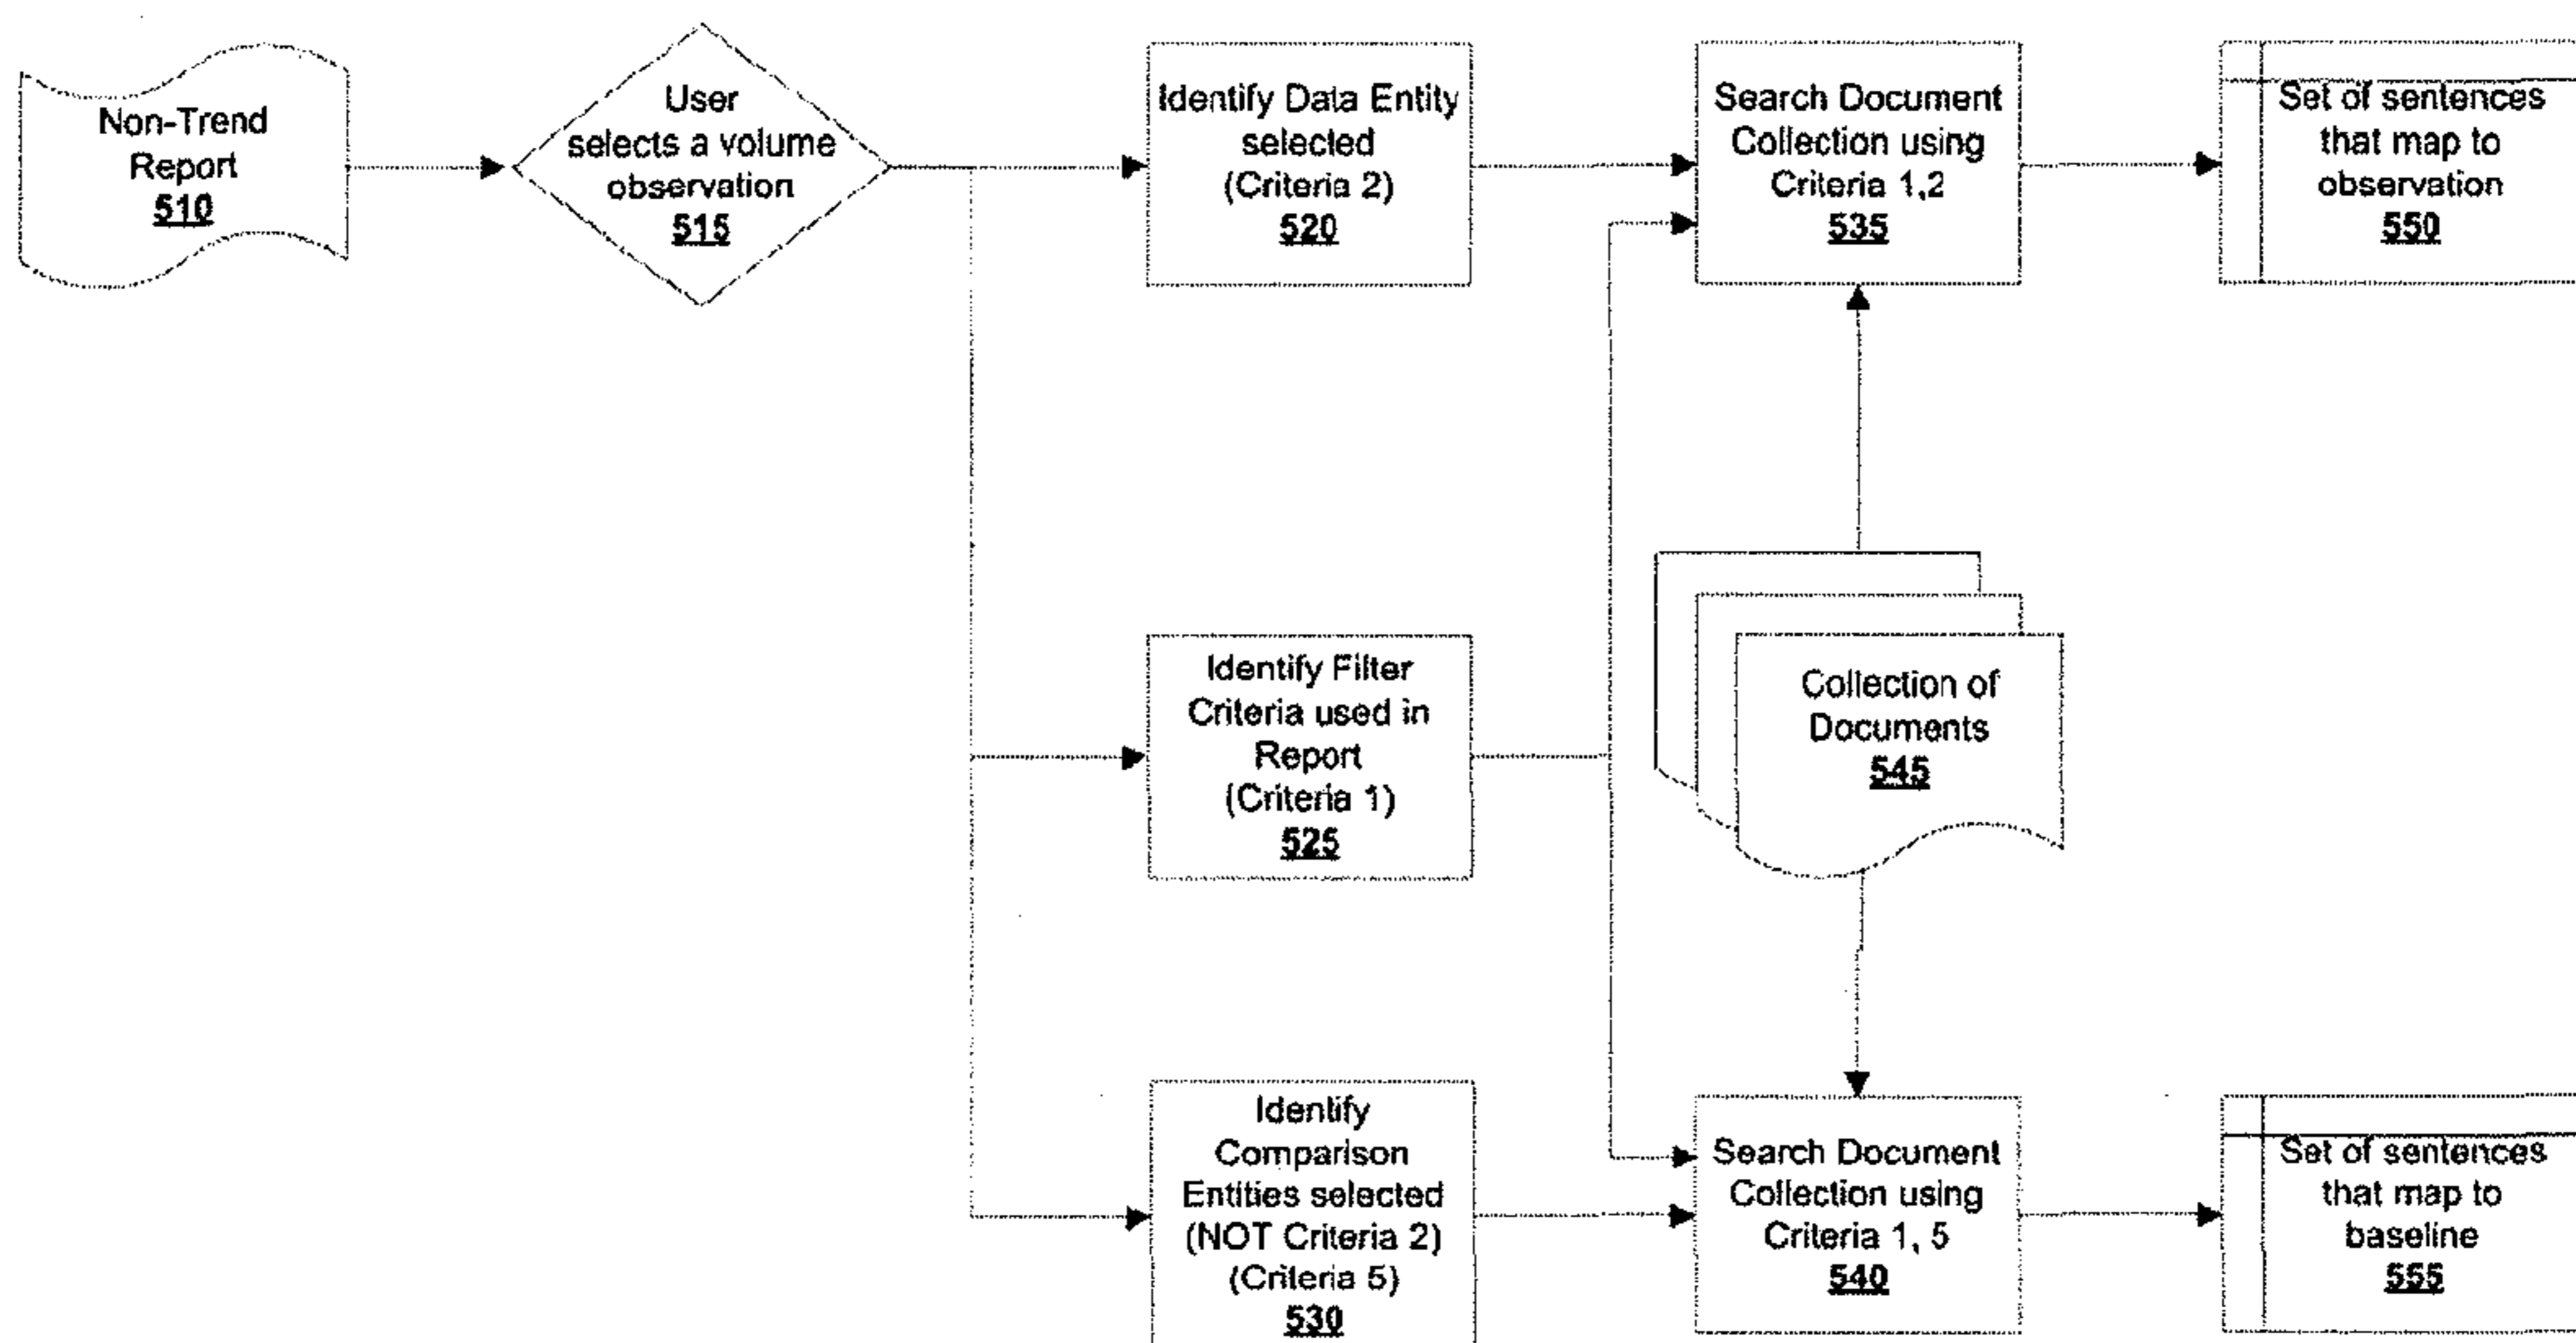 Non-Trend
Report
510
User
selects a volume
observation
515
Identify Data Entity
selected
(Criteria 2)
520
Search Document
Collection using
Criteria 1,2
535
Set of sentences
that map to
observation
550
Identify Filter
Criteria used in
Report
(Criteria 1)
525
Collection of
Documents
545
Identify
Comparison
Entities selected
(NOT Criteria 2)
(Criteria 5)
530
Search Document
Collection using
Criteria 1, 5
540
Set of sentences
that map to
baseline
555